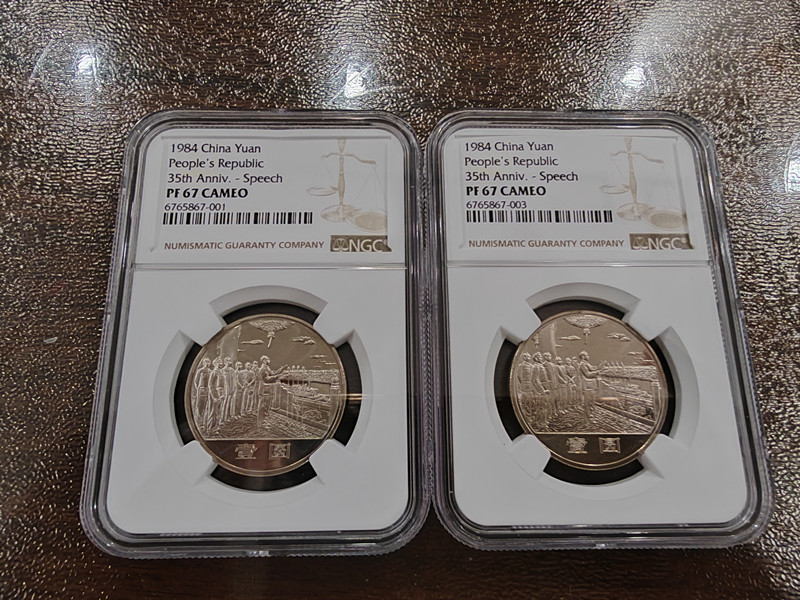 1984 China Yuan
People's Republic
35th Anniv. - Speech
PF 67 CAMEO
6765867-001
NUMISMATIC GUARANTY COMPANY NGC
壹圆
1984 China Yuan
People's Republic
35th Anniv. - Speech
PF 67 CAMEO
6765867-003
NUMISMATIC GUARANTY COMPANY NGC
壹圆